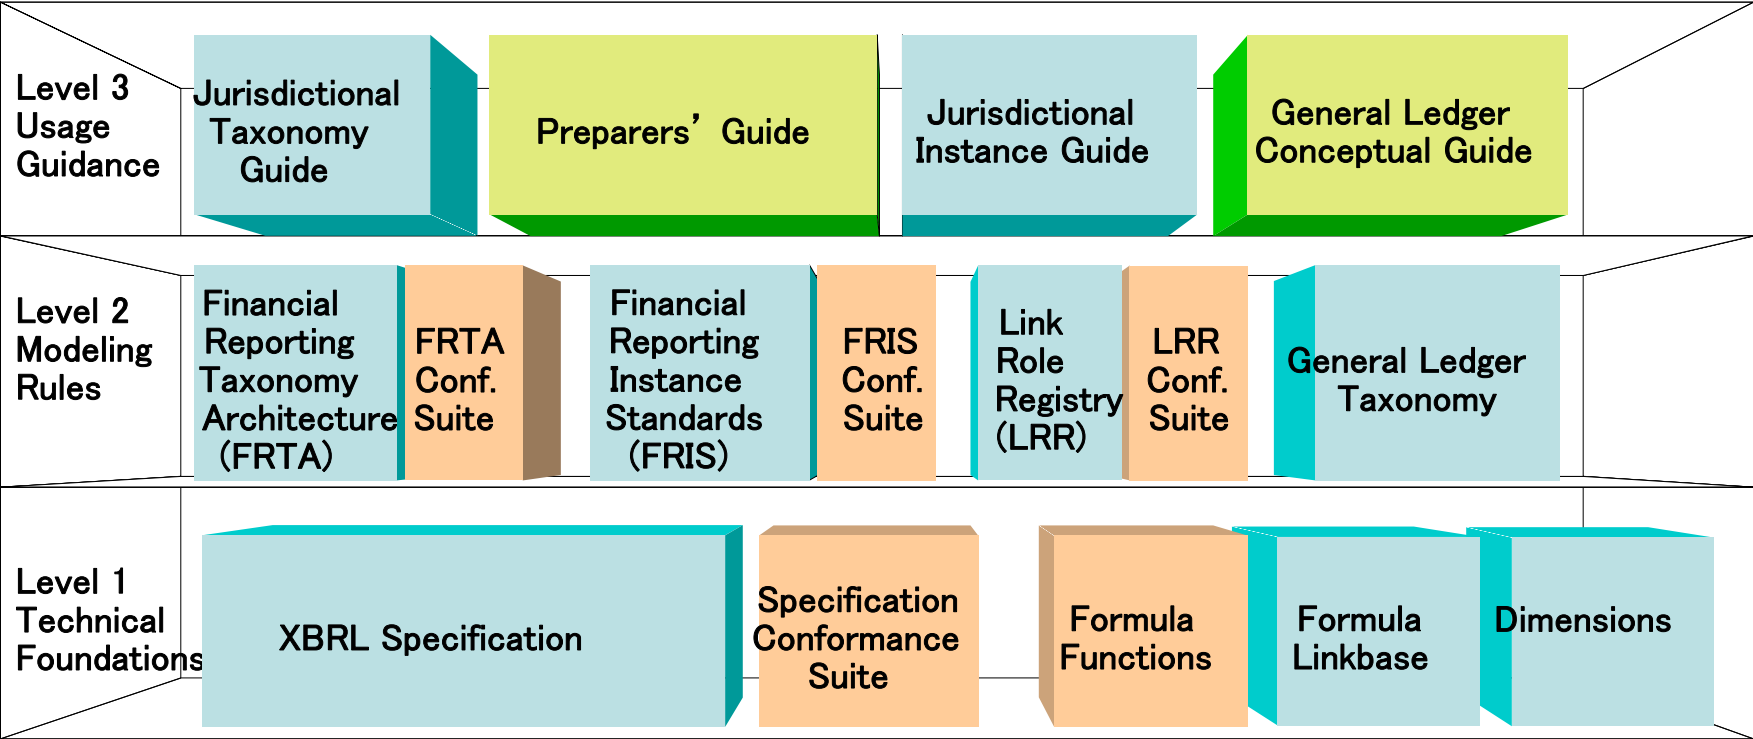 Level 3
Usage
Guidance
Jurisdictional
Taxonomy
Guide
Preparers’ Guide
Jurisdictional
Instance Guide
General Ledger
Conceptual Guide
Level 2
Modeling
Rules
Financial
Reporting
Taxonomy
Architecture
(FRTA)
FRTA
Conf.
Suite
Financial
Reporting
Instance
Standards
(FRIS)
FRIS
Conf.
Suite
Link
Role
Registry
(LRR)
LRR
Conf.
Suite
General Ledger
Taxonomy
Level 1
Technical
Foundations
XBRL Specification
Specification
Conformance
Suite
Formula
Functions
Formula
Linkbase
Dimensions